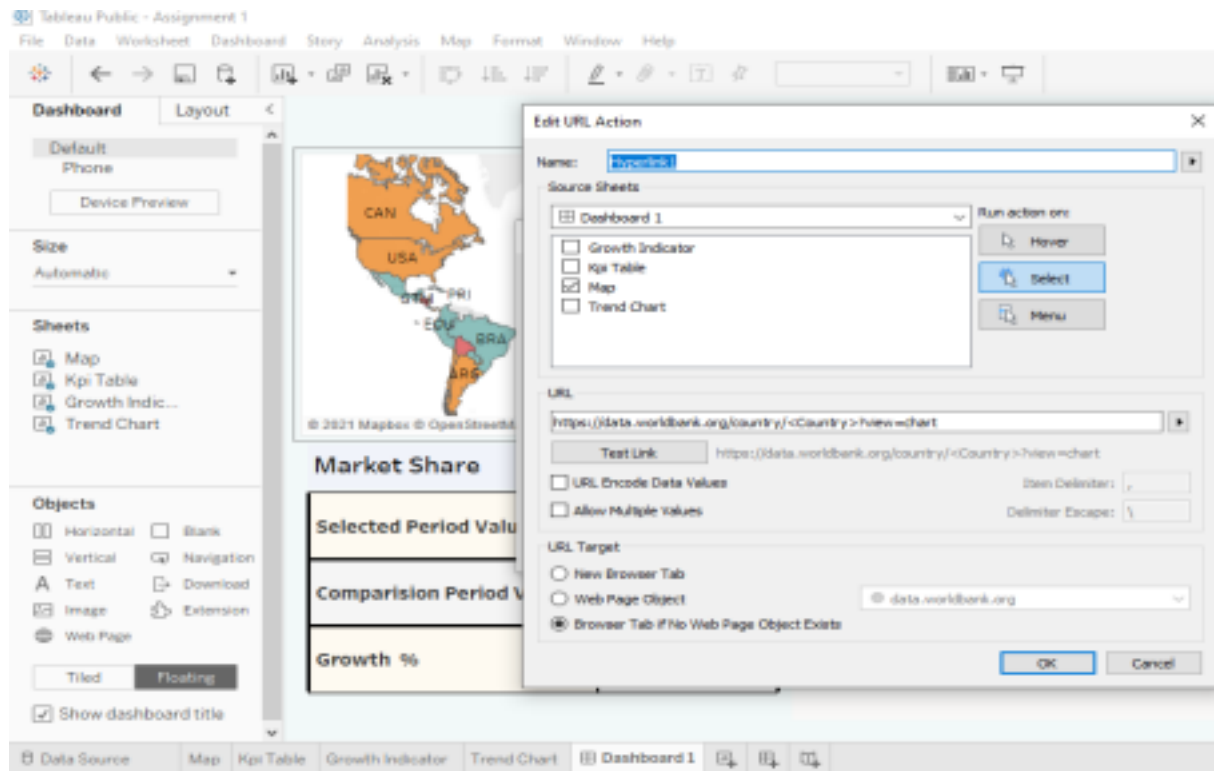 Tableau Public - Assignment 1
File Data Worksheet Dashboard Story Analysis Map Format Window Help
Dashboard Layout
Default
Phone
Device Preview
Size
Automatic
Sheets
Map
Kpi Table
Growth Indic...
Trend Chart
Objects
Horizontal Blank
Vertical Navigation
A Text Download
Image Extension
Web Page
Tiled Floating
Show dashboard title
CAN
USA
GTM PRI
ECU
BRA
ARG
© 2021 Mapbox © OpenStreetM
Market Share
Selected Period Valu
Comparision Period V
Growth %
Edit URL Action
Name: Hyperlink1
Source Sheets
Dashboard 1
Growth Indicator
Kpi Table
Map
Trend Chart
Run action on:
Hover
Select
Menu
URL
https://data.worldbank.org/country/<Country>?view=chart
Test Link https://data.worldbank.org/country/<Country>?view=chart
URL Encode Data Values Item Delimiter: ,
Allow Multiple Values Delimiter Escape: \
URL Target
New Browser Tab
Web Page Object data.worldbank.org
Browser Tab if No Web Page Object Exists
OK Cancel
Data Source Map Kpi Table Growth Indicator Trend Chart Dashboard 1